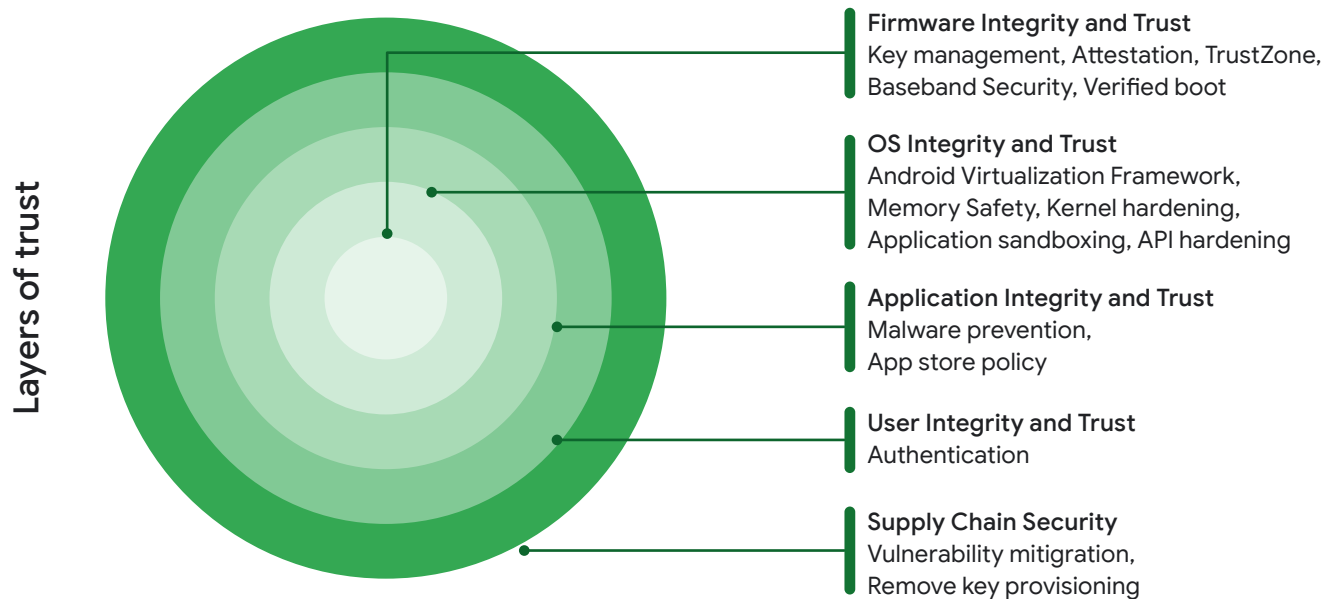 Layers of trust
Firmware Integrity and Trust
Key management, Attestation, TrustZone,
Baseband Security, Verified boot
OS Integrity and Trust
Android Virtualization Framework,
Memory Safety, Kernel hardening,
Application sandboxing, API hardening
Application Integrity and Trust
Malware prevention,
App store policy
User Integrity and Trust
Authentication
Supply Chain Security
Vulnerability mitigration,
Remove key provisioning